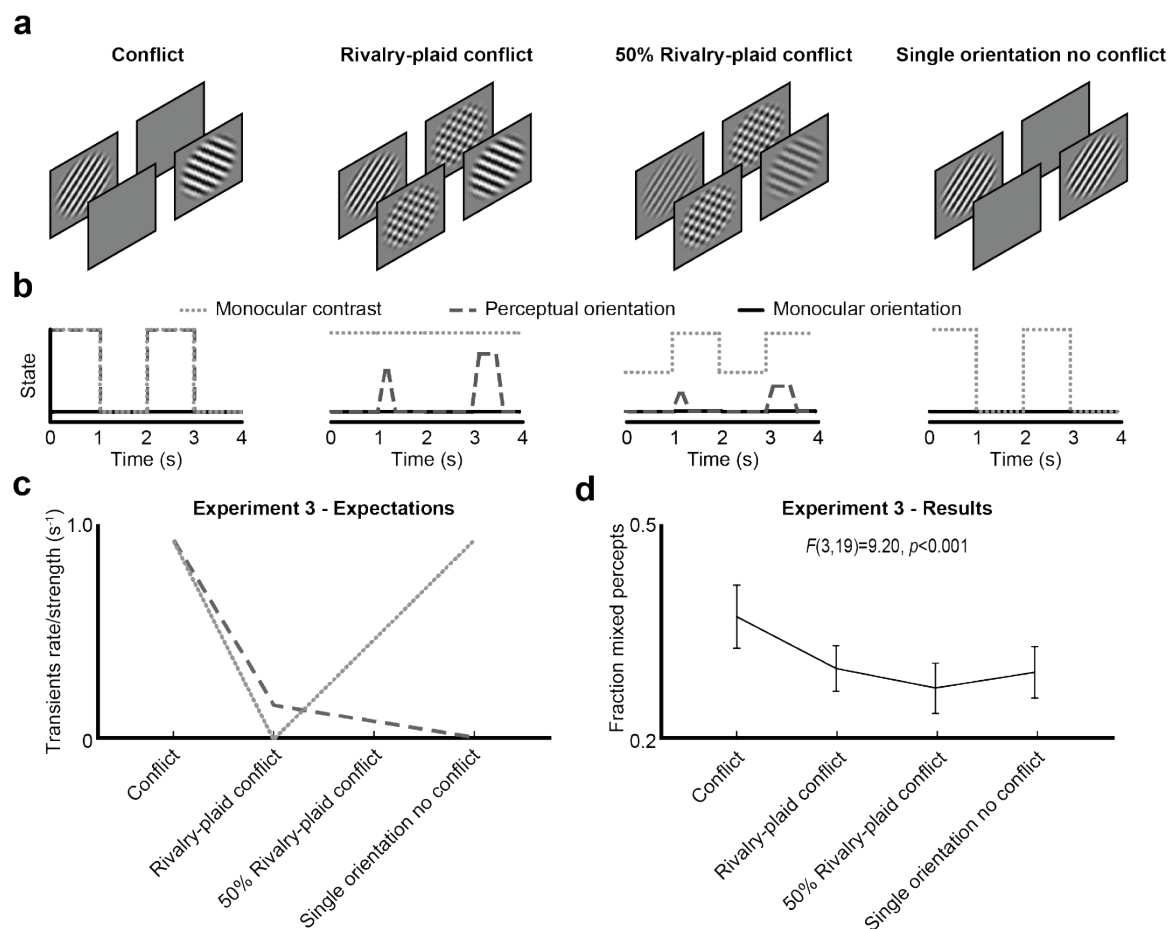 a
Conflict
Rivalry-plaid conflict
50% Rivalry-plaid conflict
Single orientation no conflict
b
Monocular contrast
Perceptual orientation
Monocular orientation
State
0 1 2 3 4
Time (s)
0 1 2 3 4
Time (s)
0 1 2 3 4
Time (s)
0 1 2 3 4
Time (s)
c
Experiment 3 - Expectations
Transients rate/strength (s⁻¹)
1.0
0
Conflict
Rivalry-plaid conflict
50% Rivalry-plaid conflict
Single orientation no conflict
d
Experiment 3 - Results
F(3,19)=9.20, p<0.001
Fraction mixed percepts
0.5
0.2
Conflict
Rivalry-plaid conflict
50% Rivalry-plaid conflict
Single orientation no conflict